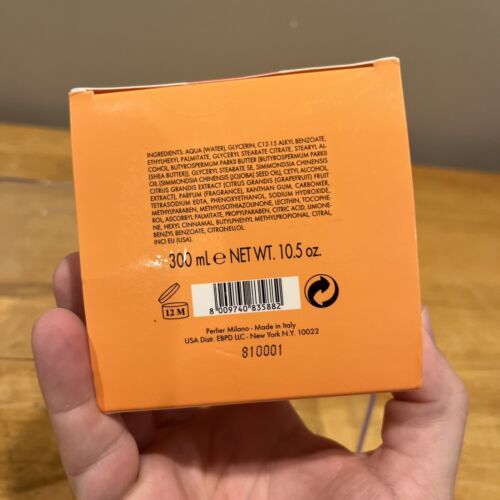 INGREDIENTS: AQUA [WATER], GLYCERIN, C12-15 ALKYL BENZOATE,
ETHYLHEXYL PALMITATE, GLYCERYL STEARATE CITRATE, STEARYL AL-
COHOL, BUTYROSPERMUM PARKII BUTTER [BUTYROSPERMUM PARKII
(SHEA BUTTER)], GLYCERYL STEARATE SE, SIMMONDSIA CHINENSIS
OIL [SIMMONDSIA CHINENSIS (JOJOBA) SEED OIL], CETYL ALCOHOL,
CITRUS GRANDIS EXTRACT [CITRUS GRANDIS (GRAPEFRUIT) FRUIT
EXTRACT], PARFUM (FRAGRANCE), XANTHAN GUM, CARBOMER,
TETRASODIUM EDTA, PHENOXYETHANOL, SODIUM HYDROXIDE,
METHYLPARABEN, METHYLISOTHIAZOLINONE, LECITHIN, TOCOPHE-
ROL, ASCORBYL PALMITATE, PROPYLPARABEN, CITRIC ACID, LIMONE-
NE, HEXYL CINNAMAL, BUTYLPHENYL METHYLPROPIONAL, CITRAL,
BENZYL BENZOATE, CITRONELLOL.
INCI EU (USA).
300 mL e NET WT. 10.5 oz.
12 M
8 009740 835882
Perlier Milano - Made in Italy
USA Distr. EBPD LLC - New York N.Y. 10022
810001